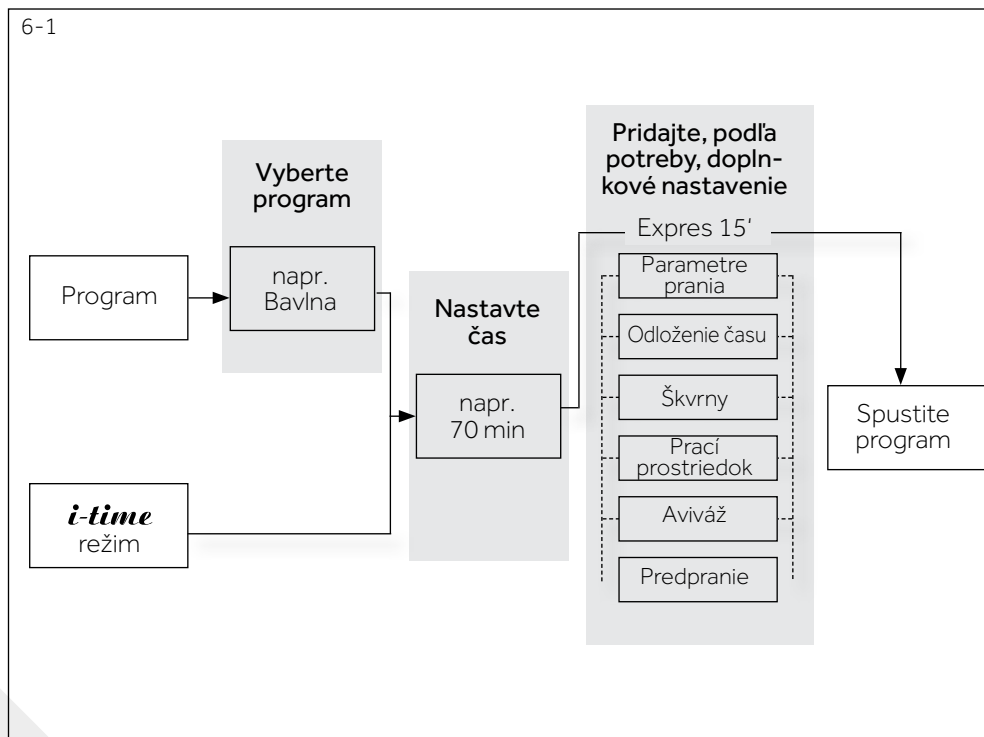 6-1
Vyberte
program
Pridajte, podľa
potreby, dopln-
kové nastavenie
Program
napr.
Bavlna
Nastavte
čas
napr.
70 min
Expres 15‘
Parametre
prania
Odloženie času
Škvrny
Prací
prostriedok
Aviváž
Predpranie
Spustite
program
i-time
režim